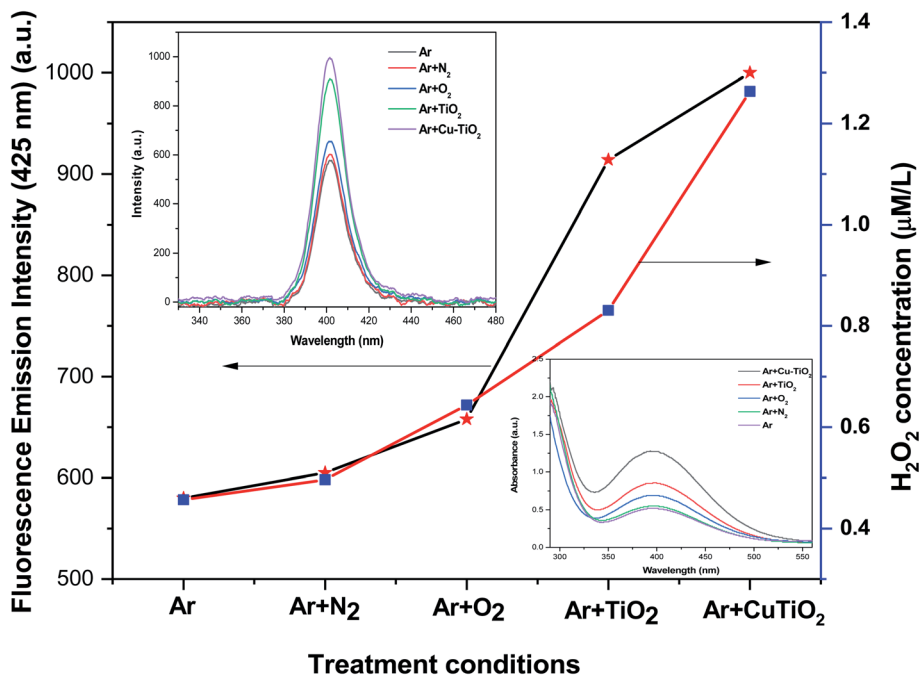 Fluorescence Emission Intensity (425 nm) (a.u.)
1000
900
800
700
600
500
H₂O₂ concentration (μM/L)
1.4
1.2
1.0
0.8
0.6
0.4
Ar
Ar+N₂
Ar+O₂
Ar+TiO₂
Ar+CuTiO₂
Treatment conditions
Intensity (a.u.)
1000
800
600
400
200
0
330 340 360 380 400 420 440 460 480
Wavelength (nm)
Ar
Ar+N₂
Ar+O₂
Ar+TiO₂
Ar+Cu-TiO₂
Absorbance (a.u.)
2.5
2.0
1.5
1.0
0.5
0.0
300 350 400 450 500 550
Wavelength (nm)
Ar+Cu-TiO₂
Ar+TiO₂
Ar+O₂
Ar+N₂
Ar